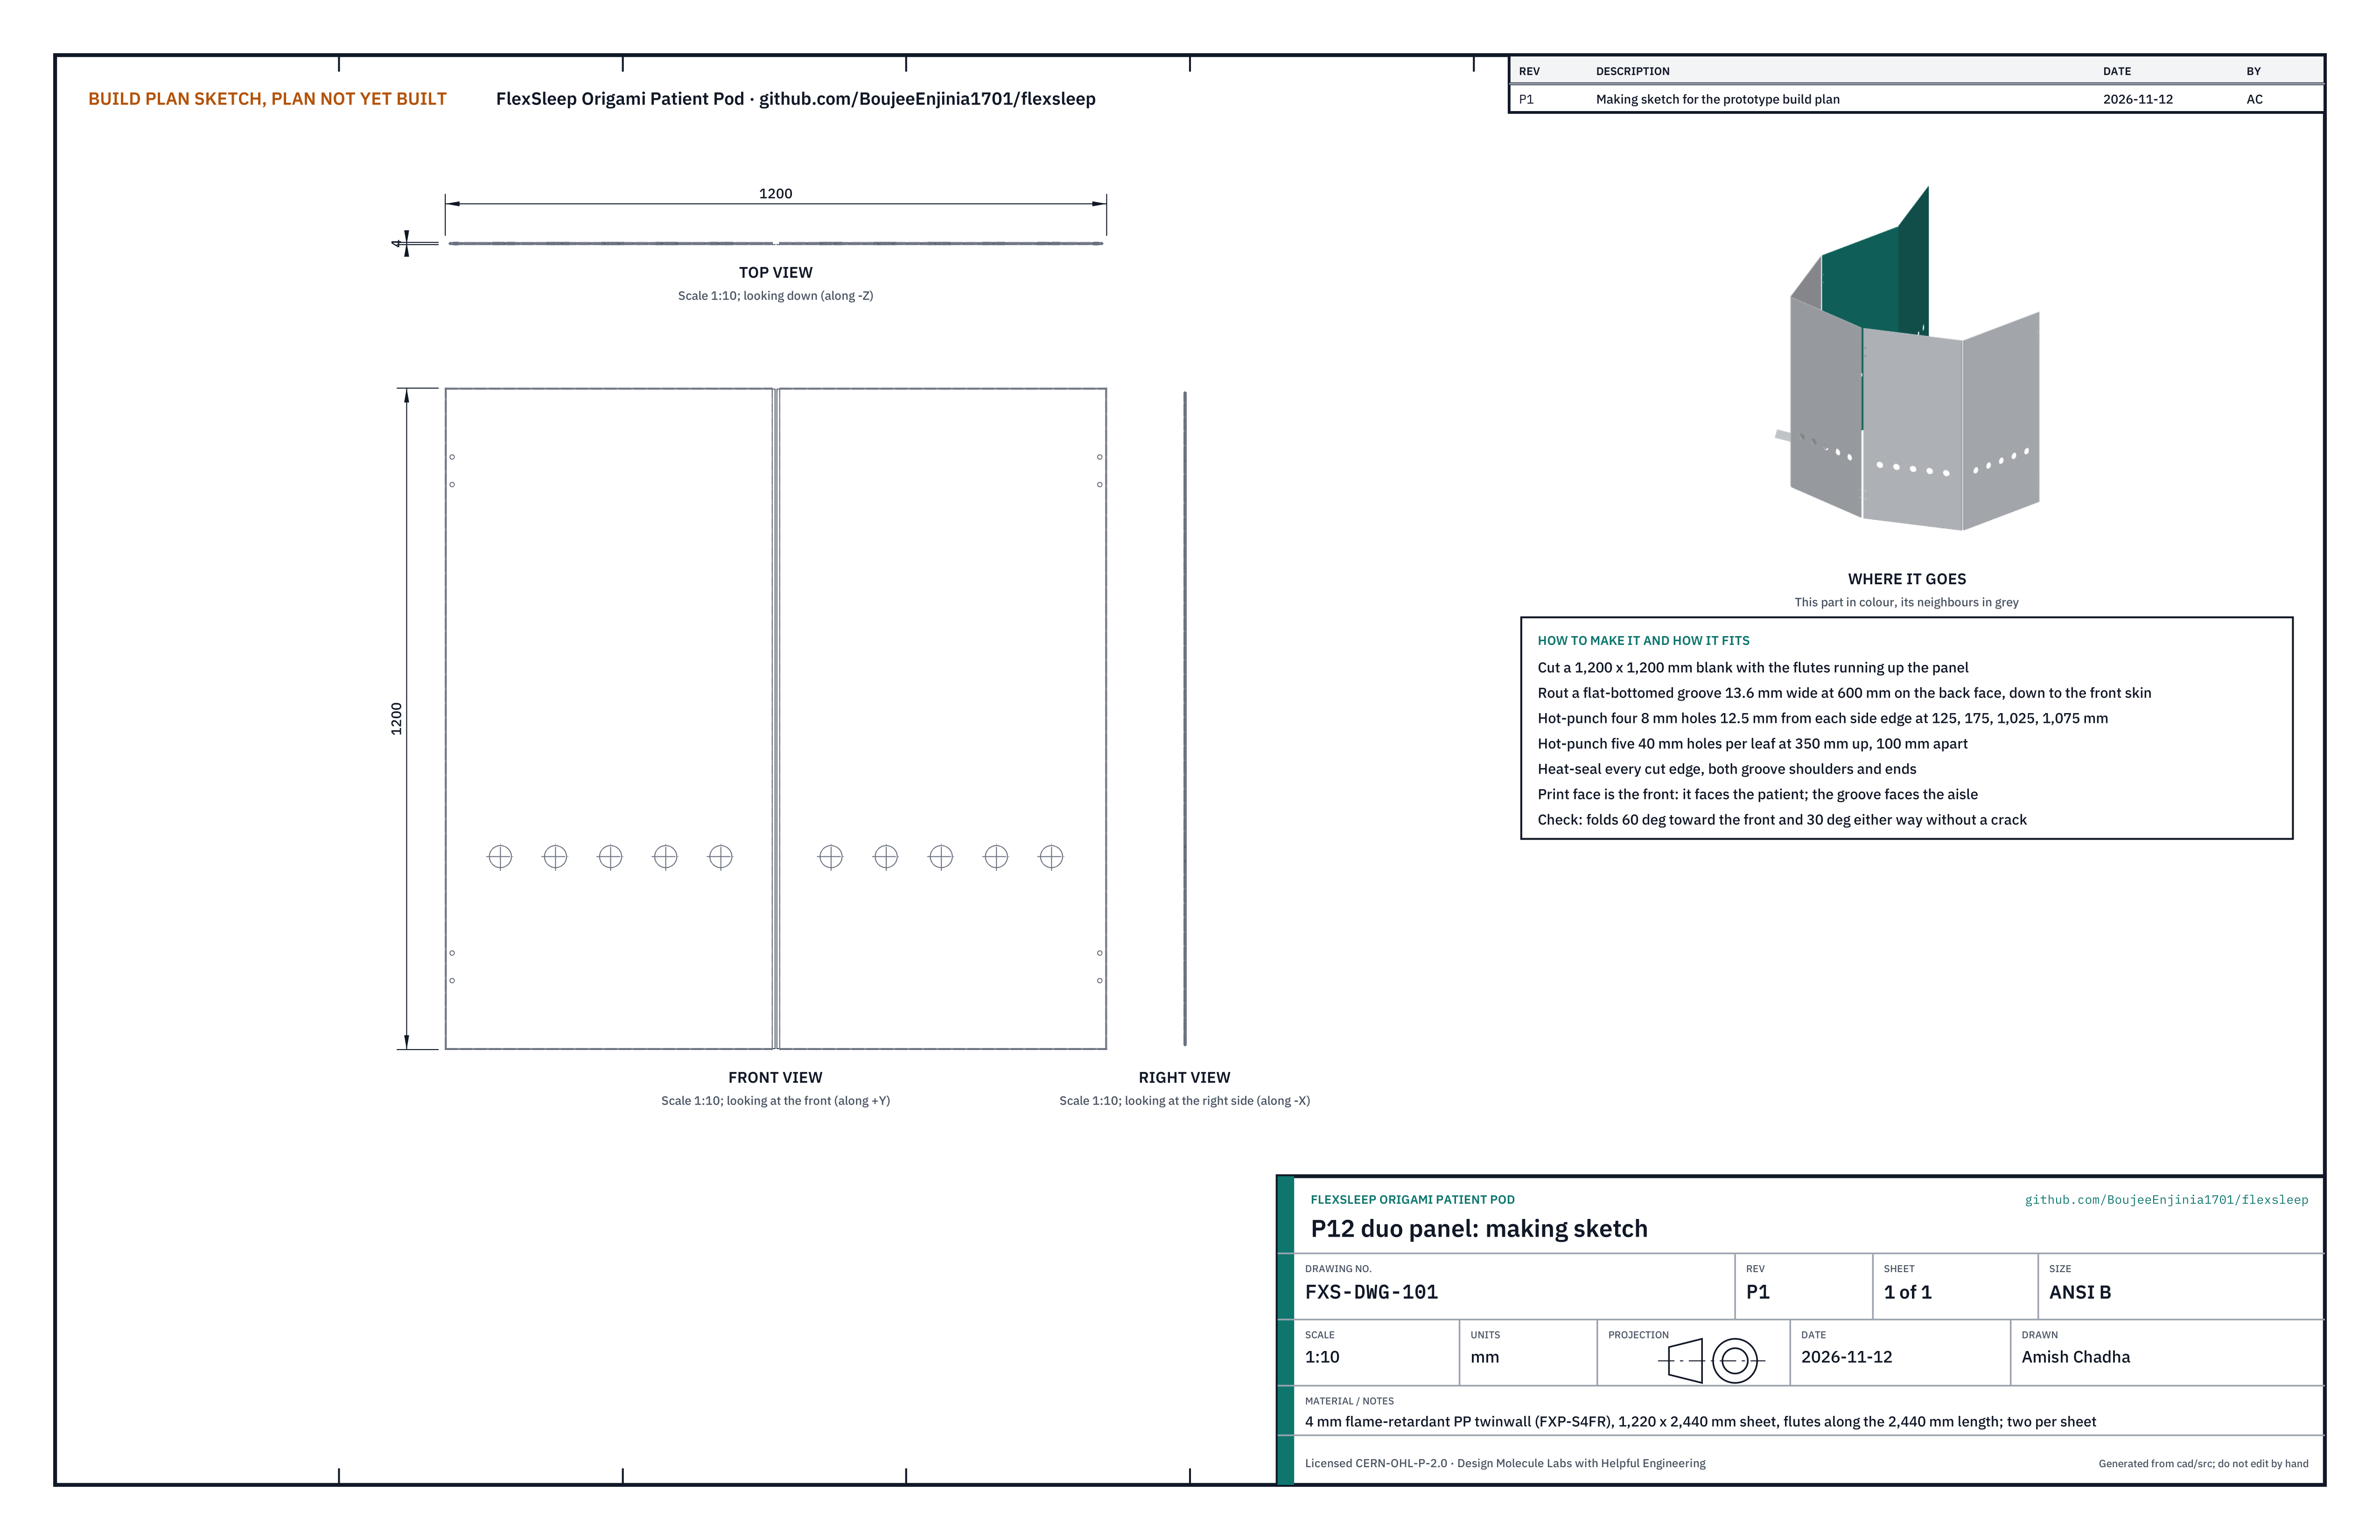 BUILD PLAN SKETCH, PLAN NOT YET BUILT
FlexSleep Origami Patient Pod · github.com/BoujeeEnjinia1701/flexsleep
REV DESCRIPTION DATE BY
P1 Making sketch for the prototype build plan 2026-11-12 AC
1200
4
TOP VIEW
Scale 1:10; looking down (along -Z)
1200
FRONT VIEW
Scale 1:10; looking at the front (along +Y)
RIGHT VIEW
Scale 1:10; looking at the right side (along -X)
WHERE IT GOES
This part in colour, its neighbours in grey
HOW TO MAKE IT AND HOW IT FITS
Cut a 1,200 x 1,200 mm blank with the flutes running up the panel
Rout a flat-bottomed groove 13.6 mm wide at 600 mm on the back face, down to the front skin
Hot-punch four 8 mm holes 12.5 mm from each side edge at 125, 175, 1,025, 1,075 mm
Hot-punch five 40 mm holes per leaf at 350 mm up, 100 mm apart
Heat-seal every cut edge, both groove shoulders and ends
Print face is the front: it faces the patient; the groove faces the aisle
Check: folds 60 deg toward the front and 30 deg either way without a crack
FLEXSLEEP ORIGAMI PATIENT POD
github.com/BoujeeEnjinia1701/flexsleep
P12 duo panel: making sketch
DRAWING NO. REV SHEET SIZE
FXS-DWG-101 P1 1 of 1 ANSI B
SCALE UNITS PROJECTION DATE DRAWN
1:10 mm 2026-11-12 Amish Chadha
MATERIAL / NOTES
4 mm flame-retardant PP twinwall (FXP-S4FR), 1,220 x 2,440 mm sheet, flutes along the 2,440 mm length; two per sheet
Licensed CERN-OHL-P-2.0 · Design Molecule Labs with Helpful Engineering
Generated from cad/src; do not edit by hand